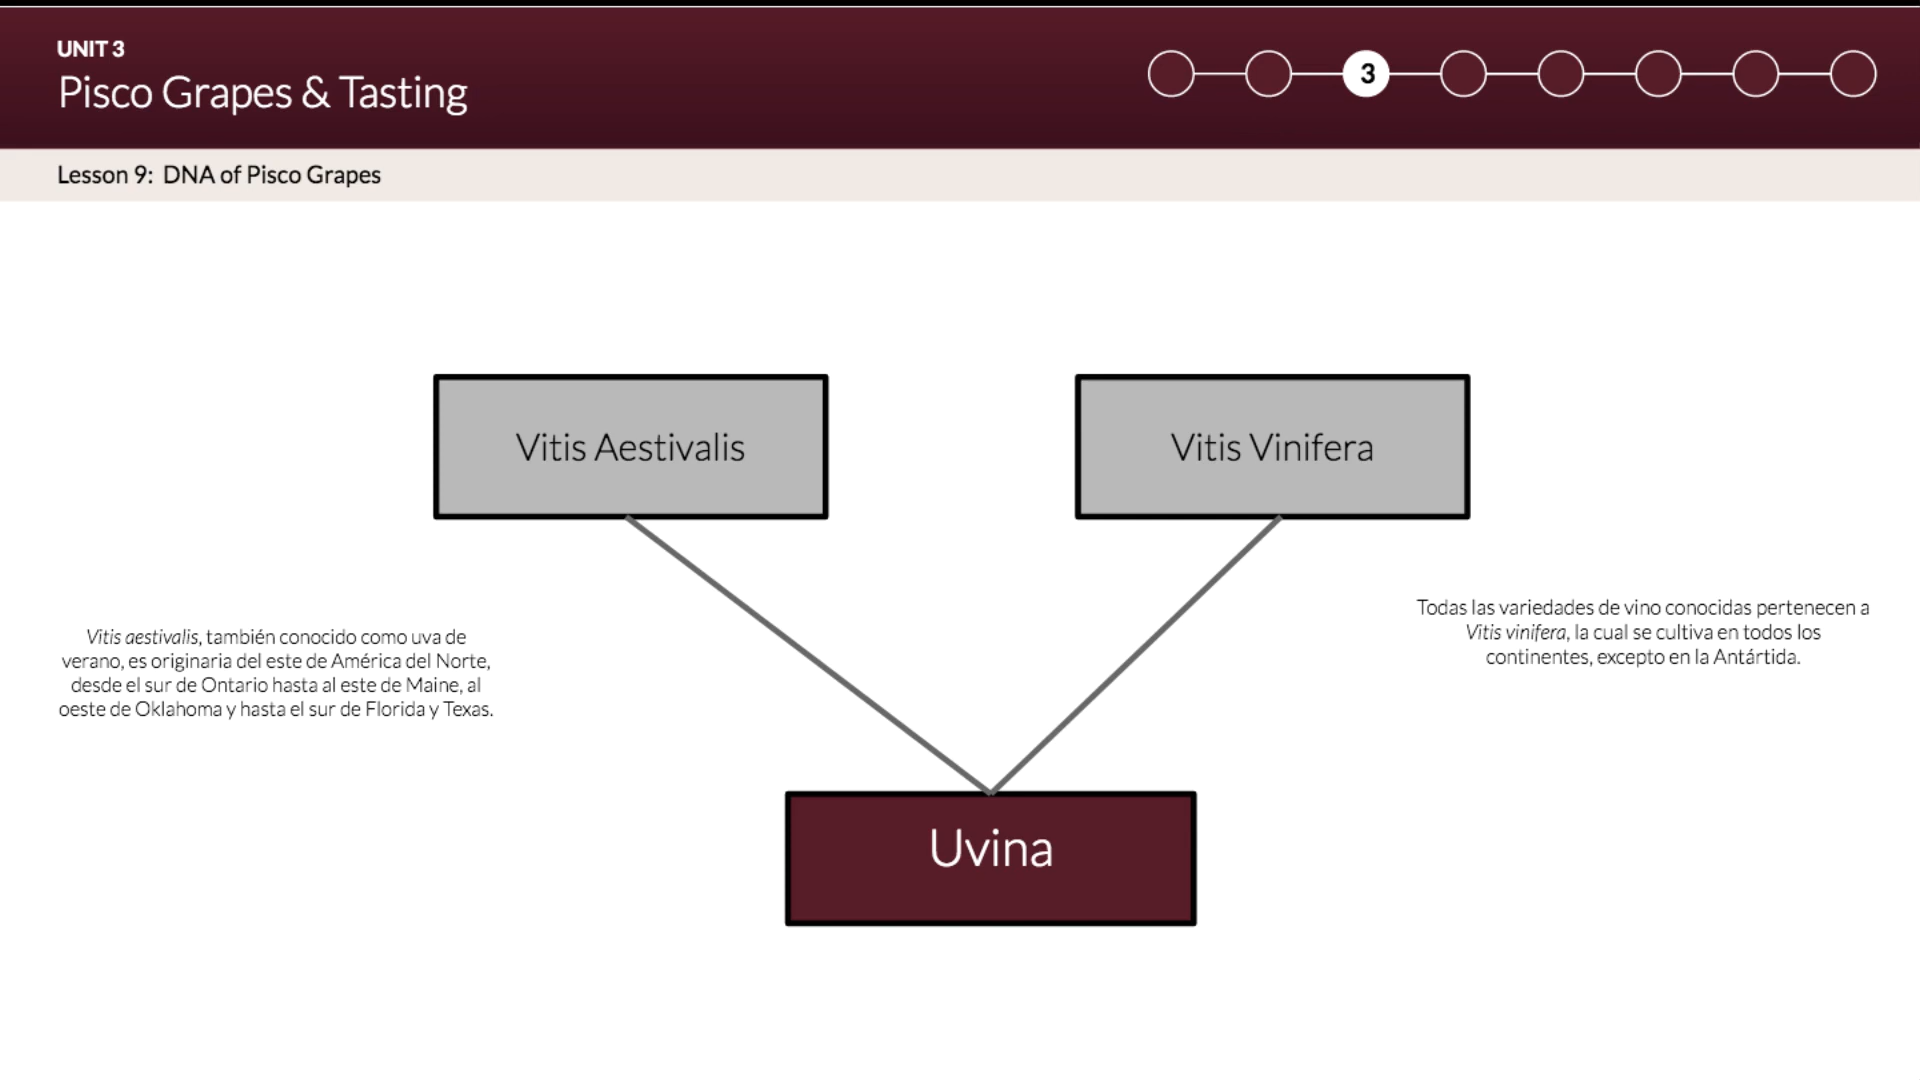 UNIT 3
Pisco Grapes & Tasting
3
Lesson 9: DNA of Pisco Grapes
Vitis Aestivalis
Vitis Vinifera
Vitis aestivalis, también conocido como uva de
verano, es originaria del este de América del Norte,
desde el sur de Ontario hasta al este de Maine, al
oeste de Oklahoma y hasta el sur de Florida y Texas.
Todas las variedades de vino conocidas pertenecen a
Vitis vinifera, la cual se cultiva en todos los
continentes, excepto en la Antártida.
Uvina